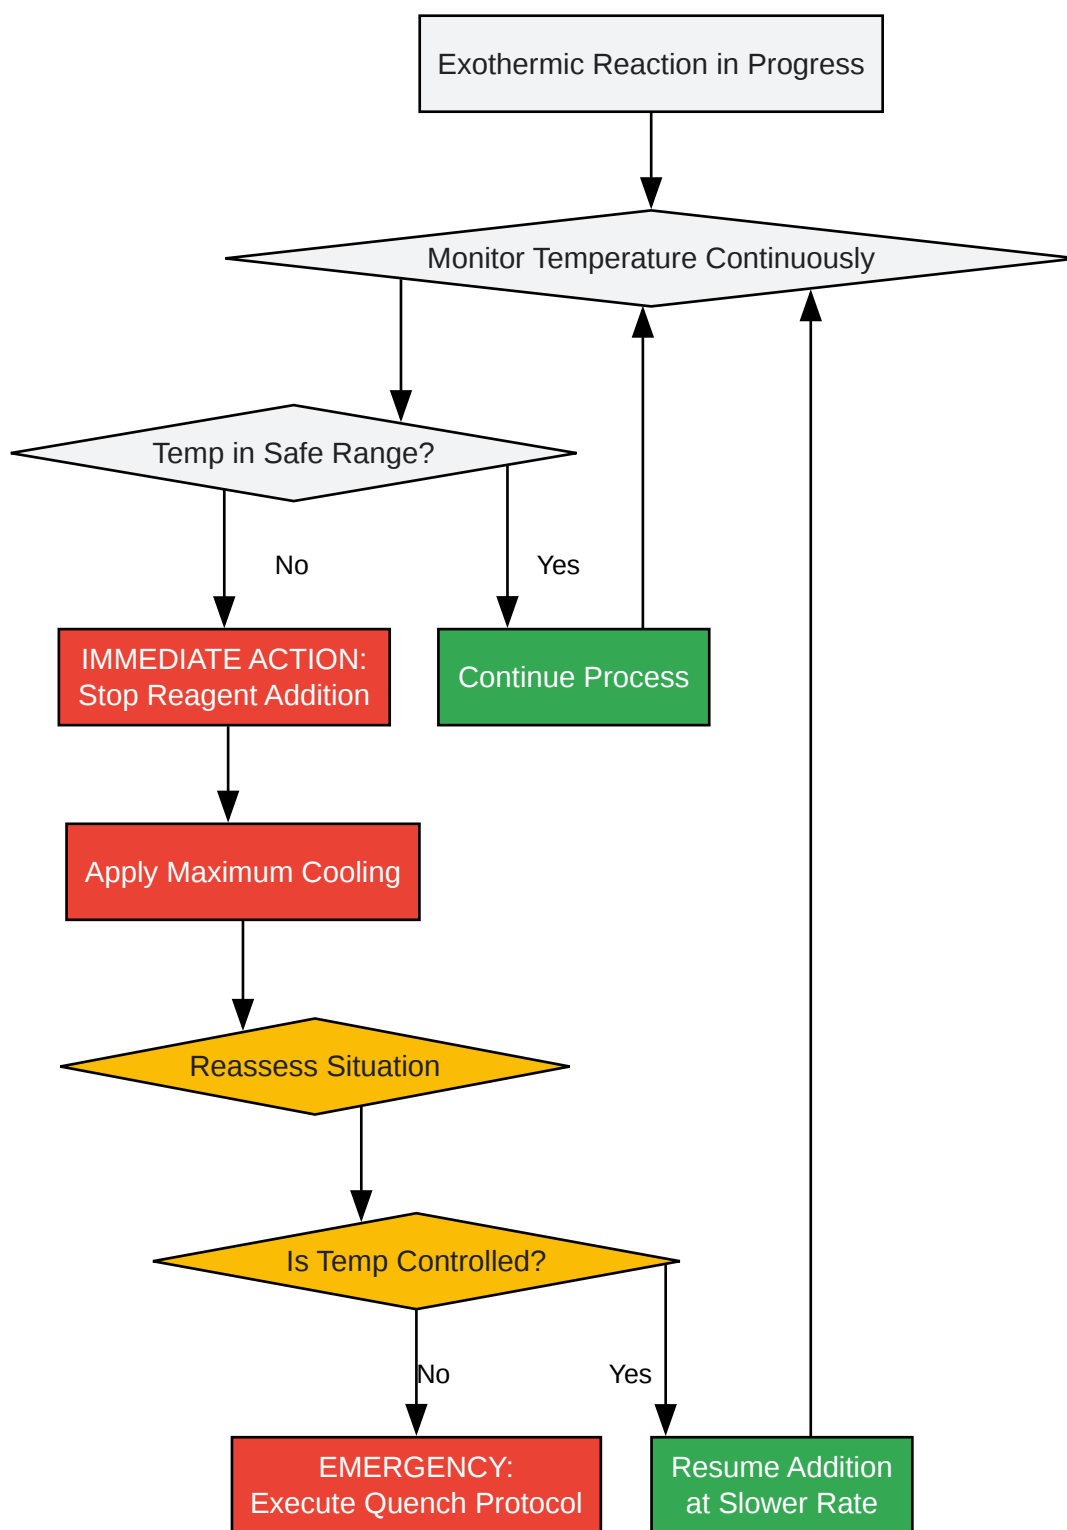 Exothermic Reaction in Progress
Monitor Temperature Continuously
Temp in Safe Range?
No
Yes
IMMEDIATE ACTION:
Stop Reagent Addition
Continue Process
Apply Maximum Cooling
Reassess Situation
Is Temp Controlled?
No
Yes
EMERGENCY:
Execute Quench Protocol
Resume Addition
at Slower Rate